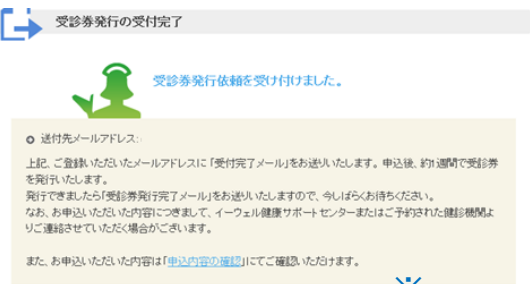 受診券発行の受付完了
受診券発行依頼を受け付けました。
送付先メールアドレス:
上記、ご登録いただいたメールアドレスに「受付完了メール」をお送りいたします。申込後、約1週間で受診券
を発行いたします。
発行できましたら「受診券発行完了メール」をお送りいたしますので、今しばらくお待ちください。
なお、お申込いただいた内容につきまして、イーウェル健康サポートセンターまたはご予約された健診機関よ
りご連絡させていただく場合がございます。
また、お申込いただいた内容は「申込内容の確認」にてご確認いただけます。